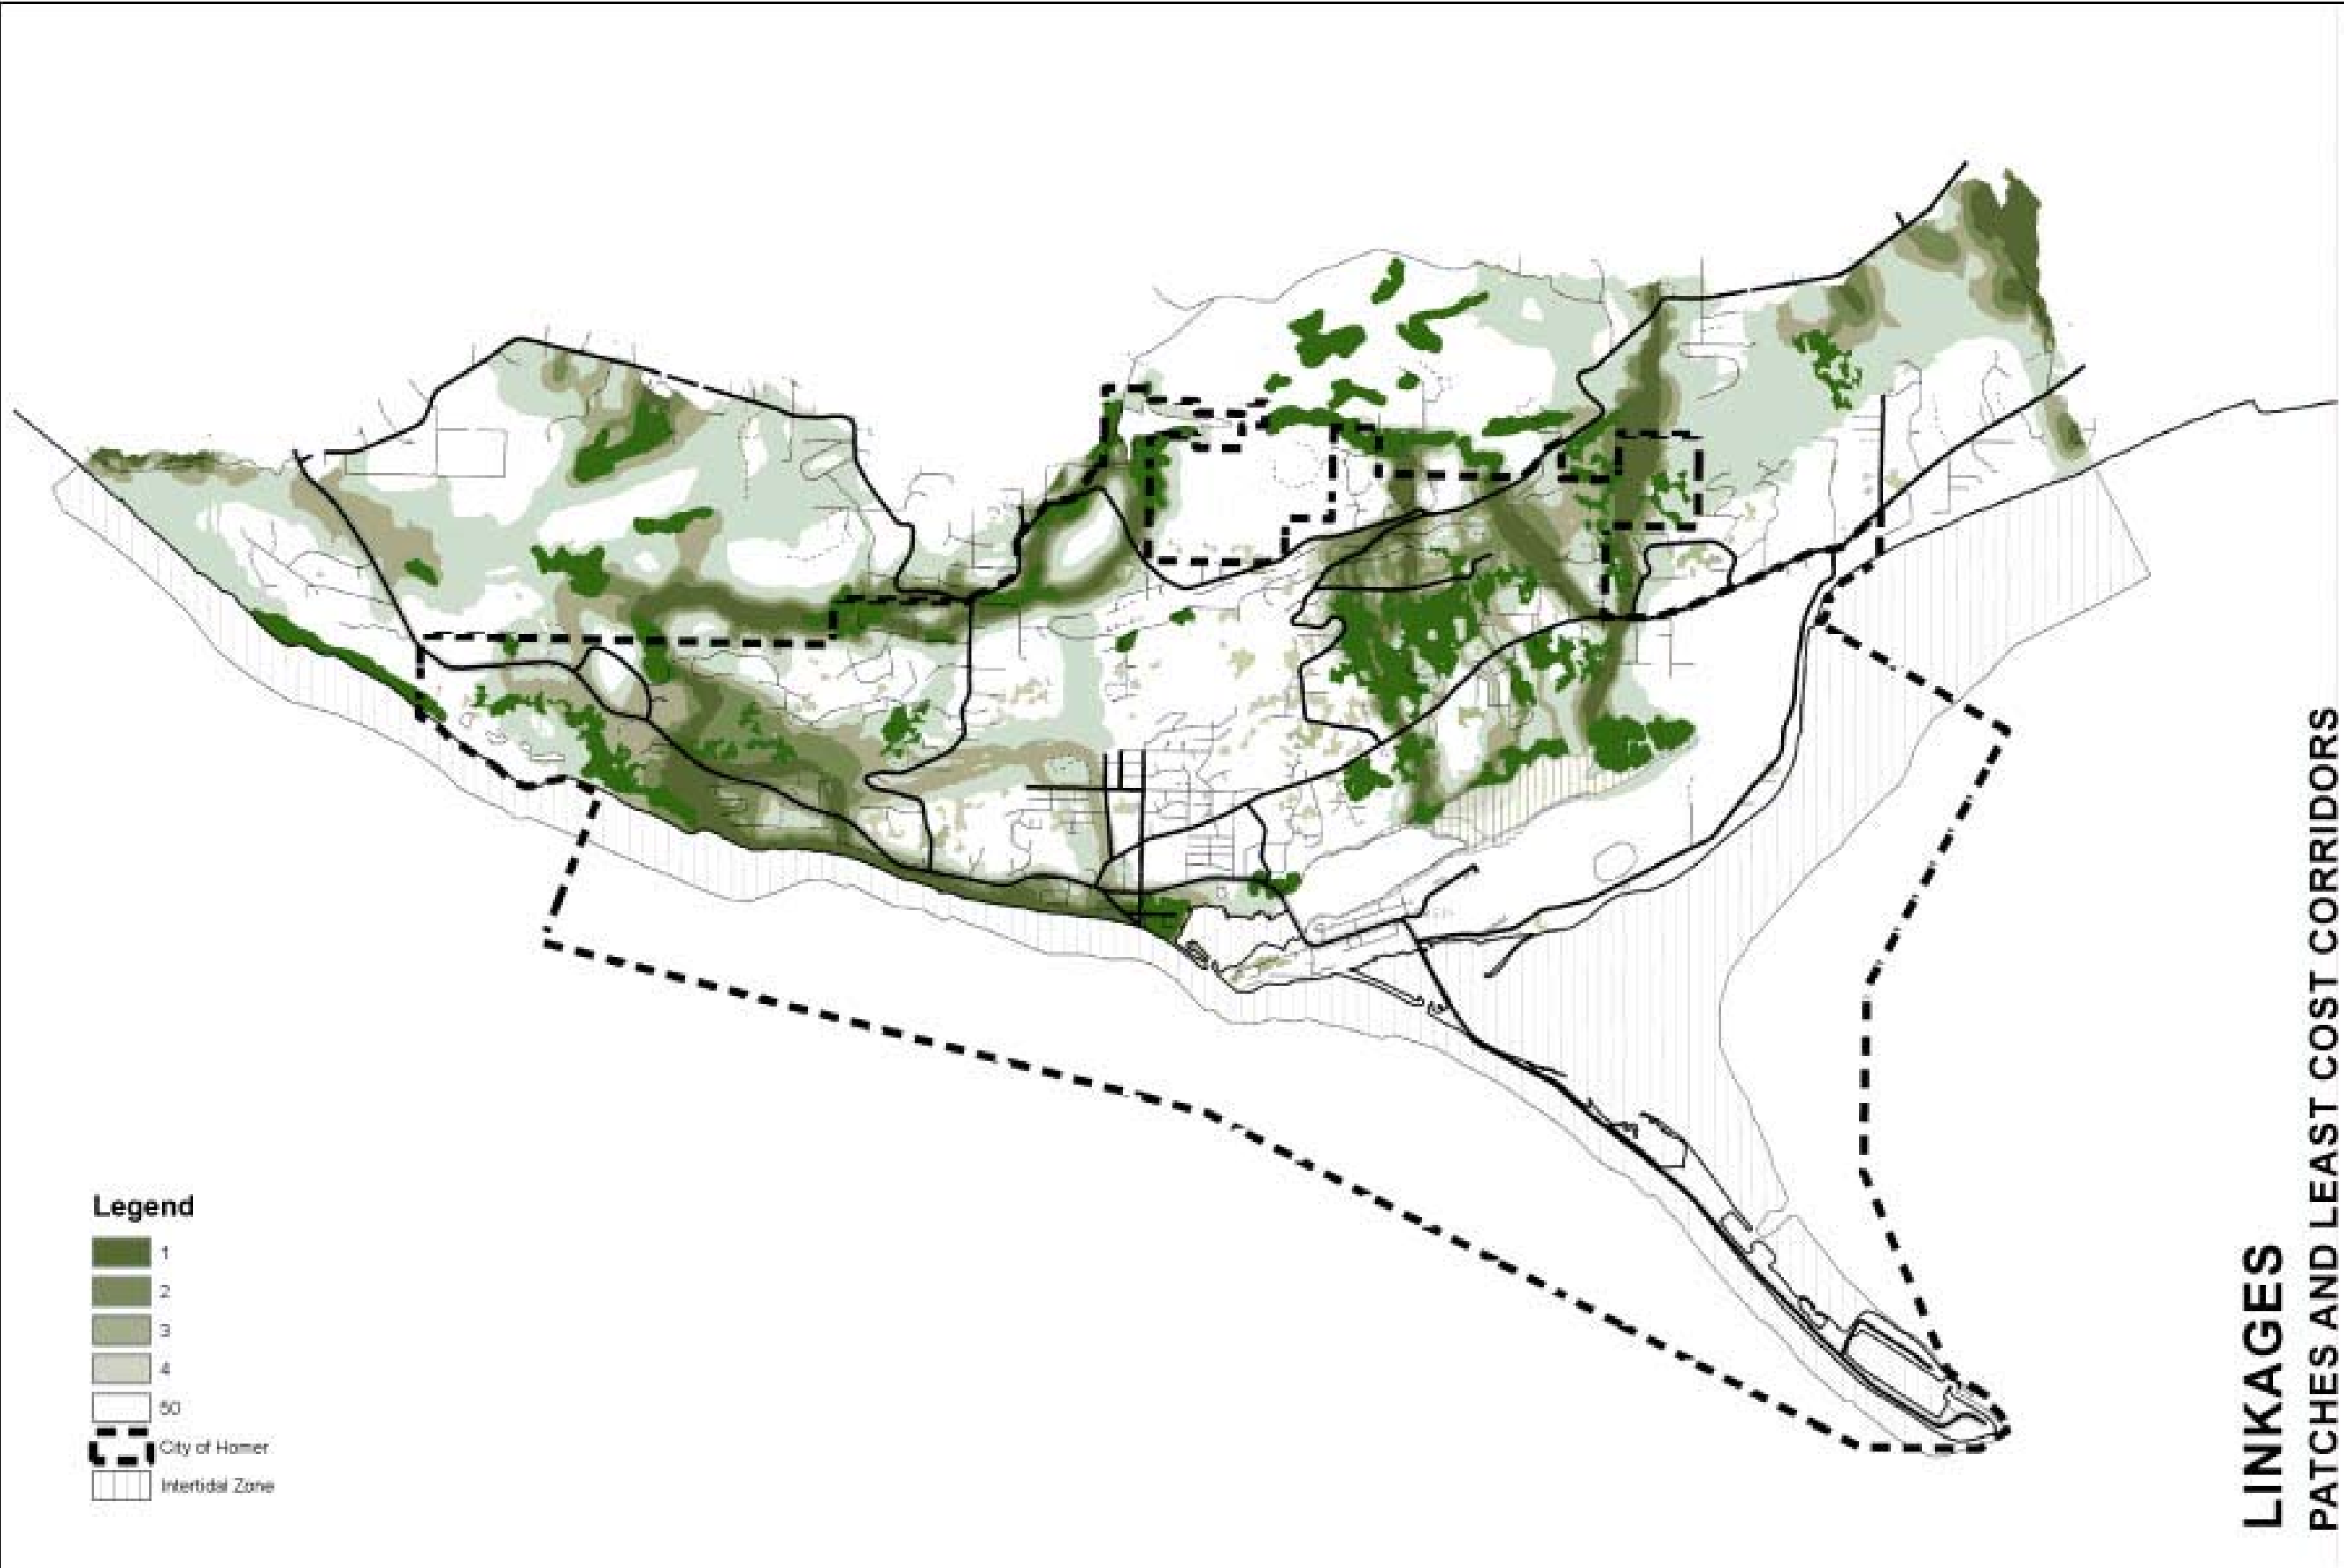 Legend
1
2
3
4
50
City of Homer
Intertidal Zone
LINKAGES
PATCHES AND LEAST COST CORRIDORS